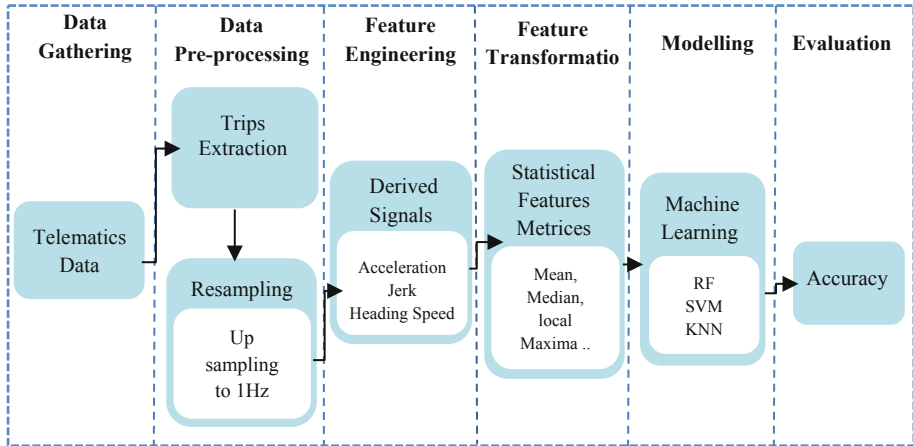 Data
Gathering
Data
Pre-processing
Feature
Engineering
Feature
Transformatio
Modelling
Evaluation
Telematics
Data
Trips
Extraction
Resampling
Up
sampling
to 1Hz
Derived
Signals
Acceleration
Jerk
Heading Speed
Statistical
Features
Metrices
Mean,
Median,
local
Maxima ..
Machine
Learning
RF
SVM
KNN
Accuracy